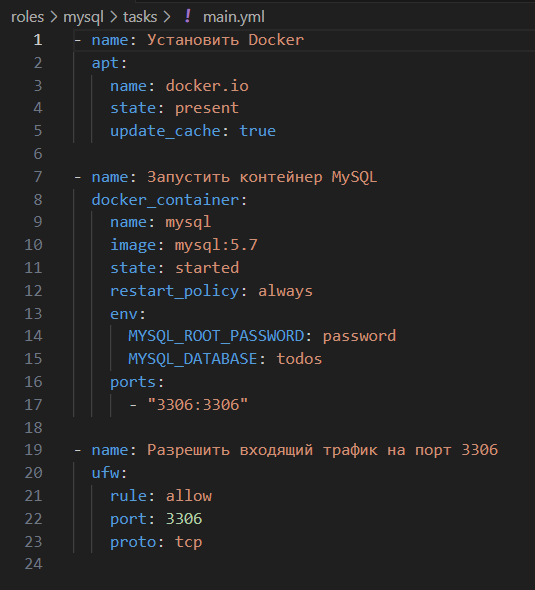 roles > mysql > tasks > ! main.yml
1 - name: Установить Docker
2   apt:
3     name: docker.io
4     state: present
5     update_cache: true
6
7 - name: Запустить контейнер MySQL
8   docker_container:
9     name: mysql
10     image: mysql:5.7
11     state: started
12     restart_policy: always
13     env:
14       MYSQL_ROOT_PASSWORD: password
15       MYSQL_DATABASE: todos
16     ports:
17       - "3306:3306"
18
19 - name: Разрешить входящий трафик на порт 3306
20   ufw:
21     rule: allow
22     port: 3306
23     proto: tcp
24